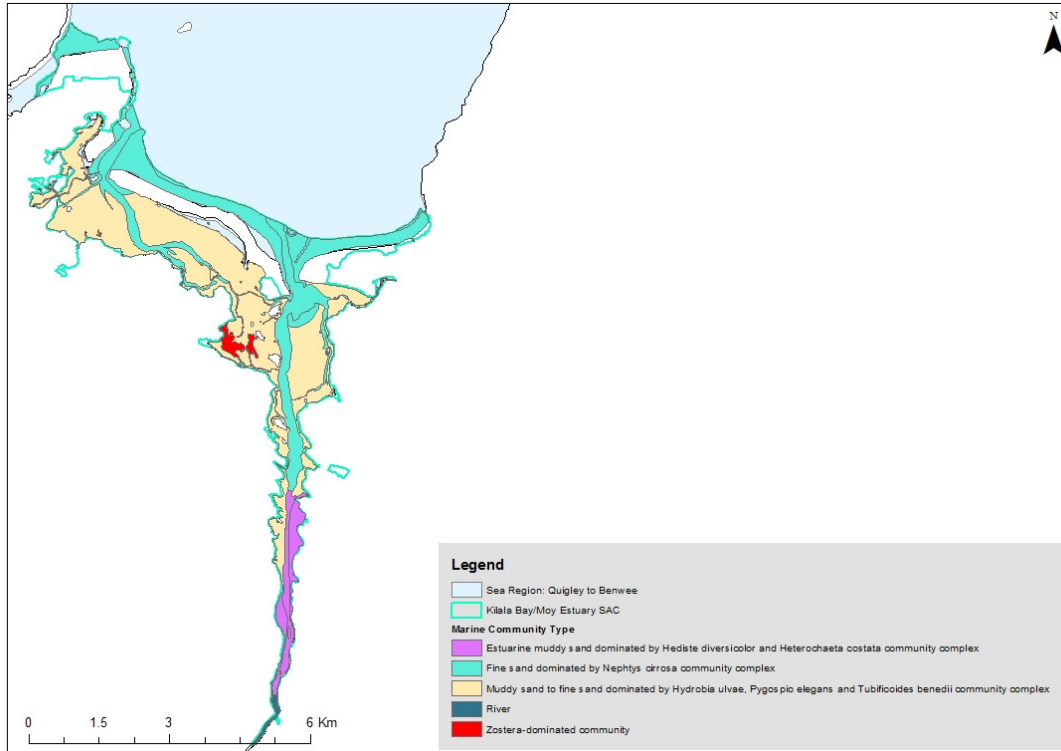 N
Legend
Sea Region: Quigley to Benwee
Kilala Bay/Moy Estuary SAC
Marine Community Type
Estuarine muddy sand dominated by Hediste diversicolor and Heterochaeta costata community complex
Fine sand dominated by Nephtys cirrosa community complex
Muddy sand to fine sand dominated by Hydrobia ulvae, Pygospio elegans and Tubificoides benedii community complex
River
Zostera-dominated community
0 1.5 3 6 Km